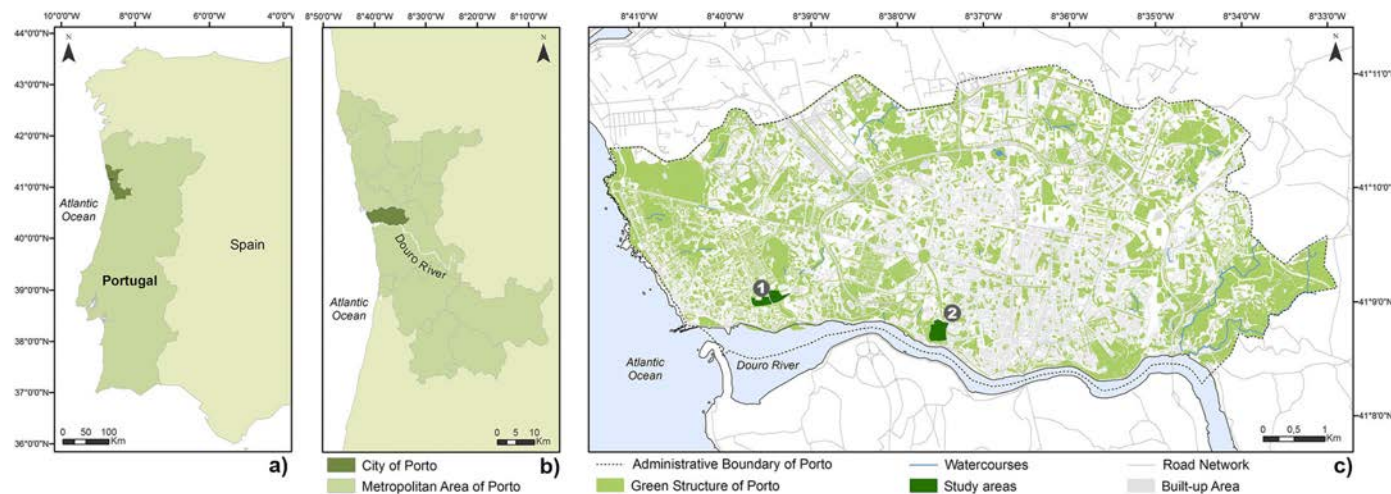 10°0'0"W 8°0'0"W 6°0'0"W 4°0'0"W
44°0'0"N
43°0'0"N
42°0'0"N
41°0'0"N
40°0'0"N
39°0'0"N
38°0'0"N
37°0'0"N
36°0'0"N
N
Atlantic
Ocean
Spain
Portugal
0 50 100
Km
a)
8°50'0"W 8°40'0"W 8°30'0"W 8°20'0"W 8°10'0"W
N
Douro River
Atlantic
Ocean
0 5 10
Km
b)
City of Porto
Metropolitan Area of Porto
8°41'0"W 8°40'0"W 8°39'0"W 8°38'0"W 8°37'0"W 8°36'0"W 8°35'0"W 8°34'0"W 8°33'0"W
N
41°11'0"N
41°10'0"N
41°9'0"N
41°8'0"N
1
2
Atlantic
Ocean
Douro River
0 0,5 1
Km
c)
Administrative Boundary of Porto
Green Structure of Porto
Watercourses
Study areas
Road Network
Built-up Area